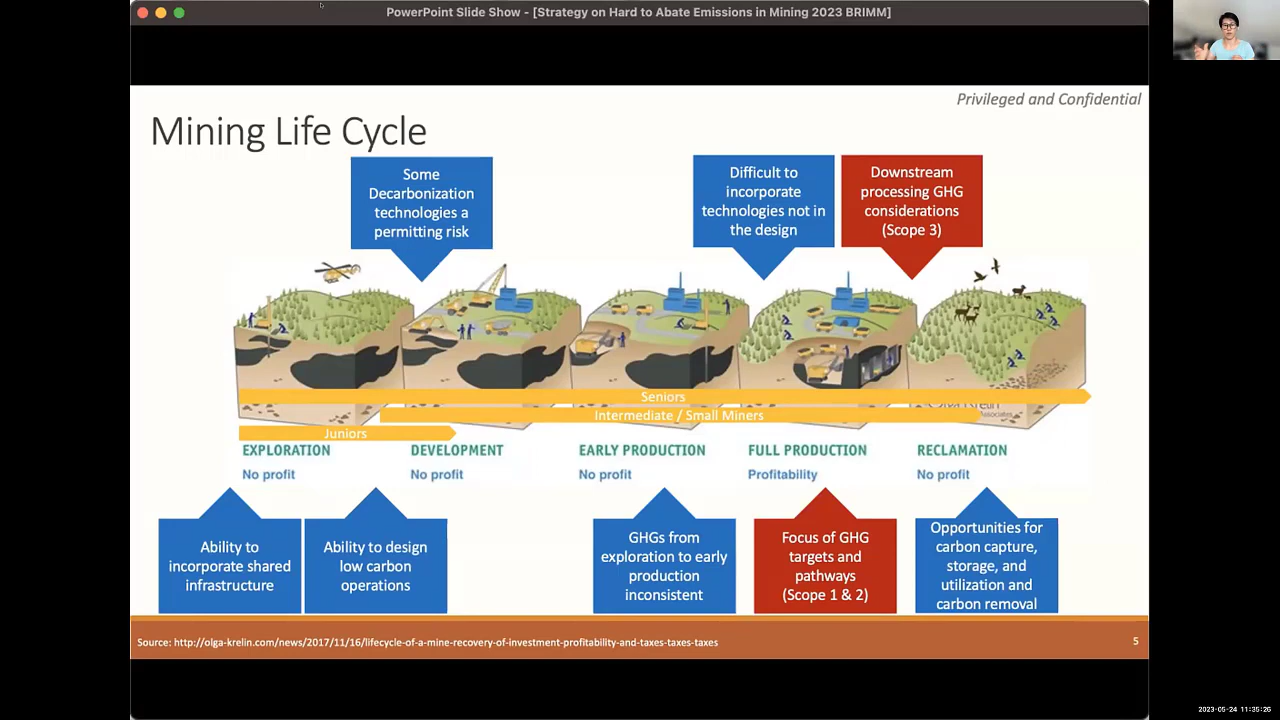 PowerPoint Slide Show - [Strategy on Hard to Abate Emissions in Mining 2023 BRIMM]
Privileged and Confidential
Mining Life Cycle
Some
Decarbonization
technologies a
permitting risk
Difficult to
incorporate
technologies not in
the design
Downstream
processing GHG
considerations
(Scope 3)
Seniors
Intermediate / Small Miners
Juniors
EXPLORATION
No profit
DEVELOPMENT
No profit
EARLY PRODUCTION
No profit
FULL PRODUCTION
Profitability
RECLAMATION
No profit
Ability to
incorporate shared
infrastructure
Ability to design
low carbon
operations
GHGs from
exploration to early
production
inconsistent
Focus of GHG
targets and
pathways
(Scope 1 & 2)
Opportunities for
carbon capture,
storage, and
utilization and
carbon removal
Source: http://olga-krelin.com/news/2017/11/16/lifecycle-of-a-mine-recovery-of-investment-profitability-and-taxes-taxes-taxes
5
2023-05-24 11:35:26